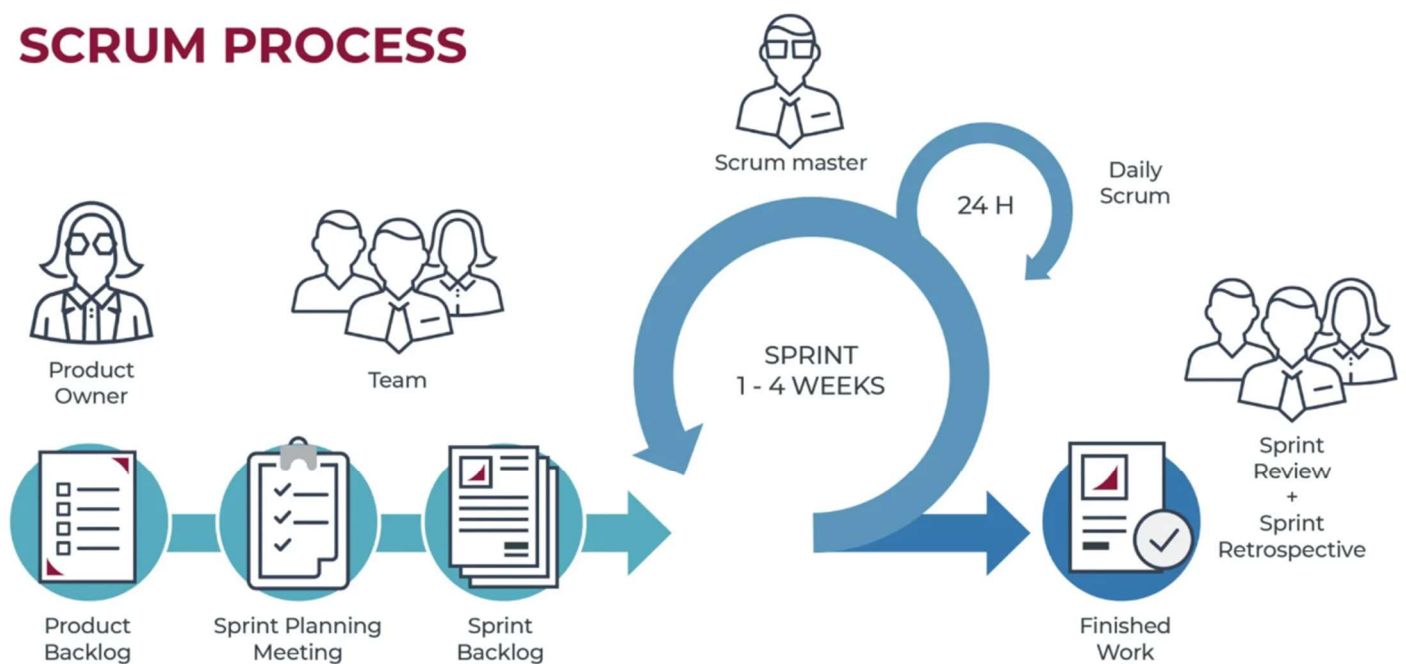 SCRUM PROCESS
Scrum master
24 H
Daily
Scrum
Product
Owner
Team
SPRINT
1 - 4 WEEKS
Sprint
Review
+
Sprint
Retrospective
Product
Backlog
Sprint Planning
Meeting
Sprint
Backlog
Finished
Work